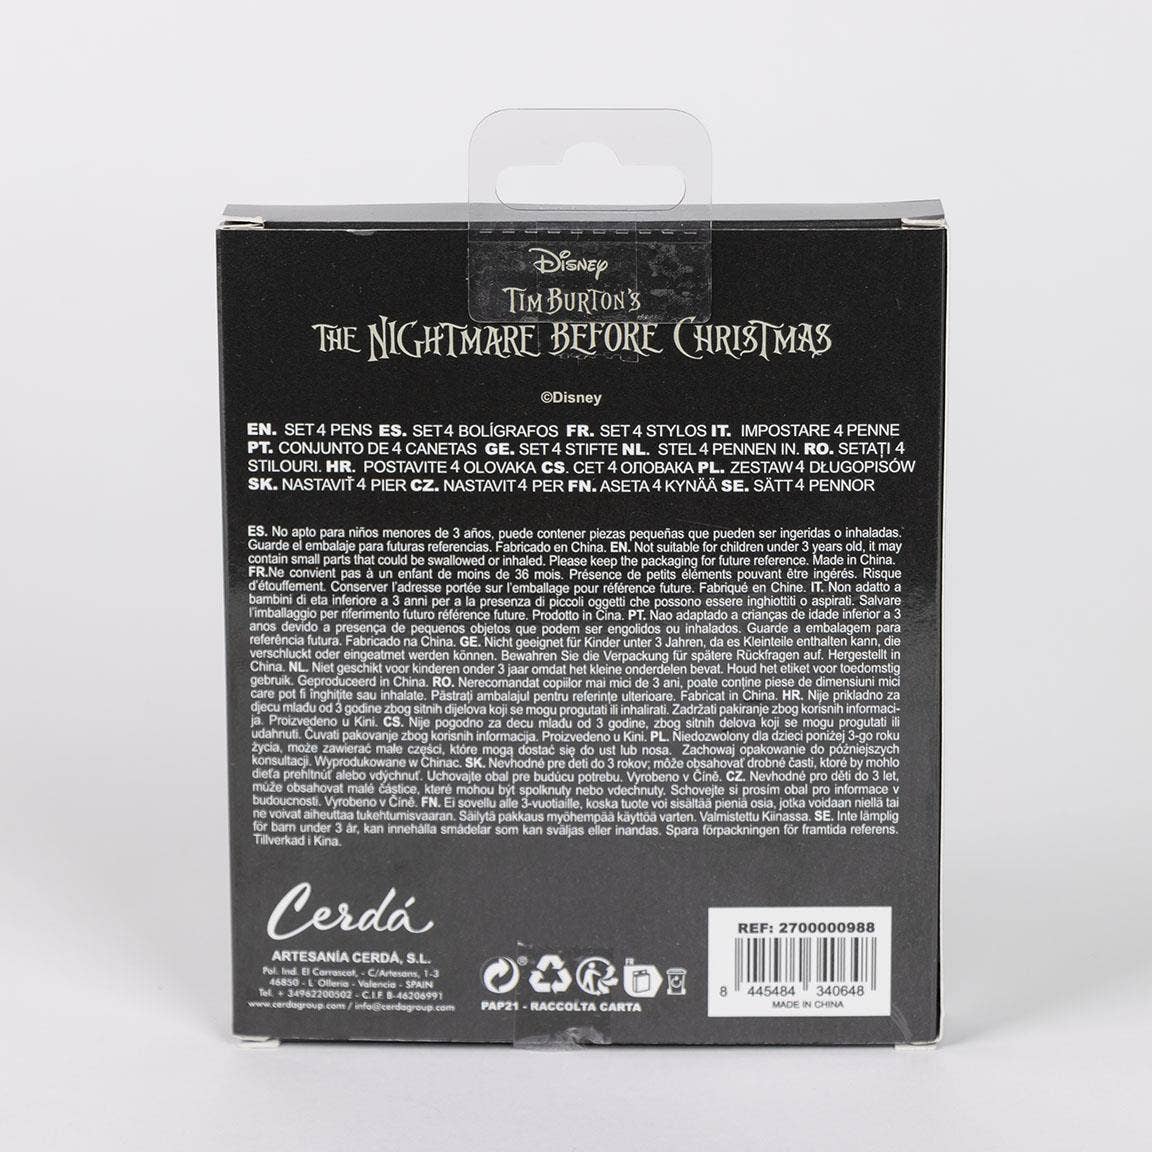 Disney
TIM BURTON'S
THE NIGHTMARE BEFORE CHRISTMAS
©Disney
EN. SET 4 PENS ES. SET 4 BOLÍGRAFOS FR. SET 4 STYLOS IT. IMPOSTARE 4 PENNE
PT. CONJUNTO DE 4 CANETAS GE. SET 4 STIFTE NL. STEL 4 PENNEN IN. RO. SETAȚI 4
STILOURI. HR. POSTAVITE 4 OLOVAKA CS. СЕТ 4 ОЛОВАКА PL. ZESTAW 4 DŁUGOPISÓW
SK. NASTAVIŤ 4 PIER CZ. NASTAVIT 4 PER FN. ASETA 4 KYNÄÄ SE. SÄTT 4 PENNOR
ES. No apto para niños menores de 3 años, puede contener piezas pequeñas que pueden ser ingeridas o inhaladas.
Guarde el embalaje para futuras referencias. Fabricado en China. EN. Not suitable for children under 3 years old, it may
contain small parts that could be swallowed or inhaled. Please keep the packaging for future reference. Made in China.
FR.Ne convient pas à un enfant de moins de 36 mois. Présence de petits éléments pouvant être ingérés. Risque
d'étouffement. Conserver l'adresse portée sur l'emballage pour référence future. Fabriqué en Chine. IT. Non adatto a
bambini di eta inferiore a 3 anni per a la presenza di piccoli oggetti che possono essere inghiottiti o aspirati. Salvare
l'imballaggio per riferimento futuro référence future. Prodotto in Cina. PT. Nao adaptado a crianças de idade inferior a 3
anos devido a presença de pequenos objetos que podem ser engolidos ou inhalados. Guarde a embalagem para
referência futura. Fabricado na China. GE. Nicht geeignet für Kinder unter 3 Jahren, da es Kleinteile enthalten kann, die
verschluckt oder eingeatmet werden können. Bewahren Sie die Verpackung für spätere Rückfragen auf. Hergestellt in
China. NL. Niet geschikt voor kinderen onder 3 jaar omdat het kleine onderdelen bevat. Houd het etiket voor toedomstig
gebruik. Geproduceerd in China. RO. Nerecomandat copiilor mai mici de 3 ani, poate conține piese de dimensiuni mici
care pot fi înghițite sau inhalate. Păstrați ambalajul pentru referințe ulterioare. Fabricat in China. HR. Nije prikladno za
djecu mlađu od 3 godine zbog sitnih dijelova koji se mogu progutati ili inhalirati. Zadržati pakiranje zbog korisnih informaci-
ja. Proizvedeno u Kini. CS. Nije pogodno za decu mlađu od 3 godine, zbog sitnih delova koji se mogu progutati ili
udahnuti. Čuvati pakovanje zbog korisnih informacija. Proizvedeno u Kini. PL. Niedozwolony dla dzieci poniżej 3-go roku
życia, może zawierać małe części, które mogą dostać się do ust lub nosa. Zachowaj opakowanie do późniejszych
konsultacji. Wyprodukowane w Chinac. SK. Nevhodné pre deti do 3 rokov; môže obsahovať drobné časti, ktoré by mohlo
dieťa prehltnúť alebo vdýchnuť. Uchovajte obal pre budúcu potrebu. Vyrobeno v Číně. CZ. Nevhodné pro děti do 3 let,
může obsahovat malé částice, které mohou být spolknuty nebo vdechnuty. Schovejte si prosím obal pro informace v
budoucnosti. Vyrobeno v Číně. FN. Ei sovellu alle 3-vuotiaille, koska tuote voi sisältää pieniä osia, jotka voidaan niellä tai
ne voivat aiheuttaa tukehtumisvaaran. Säilytä pakkaus myöhempää käyttöä varten. Valmistettu Kiinassa. SE. Inte lämplig
för barn under 3 år, kan innehålla smådelar som kan sväljas eller inandas. Spara förpackningen för framtida referens.
Tillverkad i Kina.
Cerdá
ARTESANÍA CERDÁ, S.L.
Pol. Ind. El Carrascot, - C/Artesans, 1-3
46850 - L'Olleria - Valencia - SPAIN
Tel. + 34962200502 - C.I.F. B-46206991
www.cerdagroup.com / info@cerdagroup.com
FR
PAP21 - RACCOLTA CARTA
REF: 2700000988
8 445484 340648
MADE IN CHINA